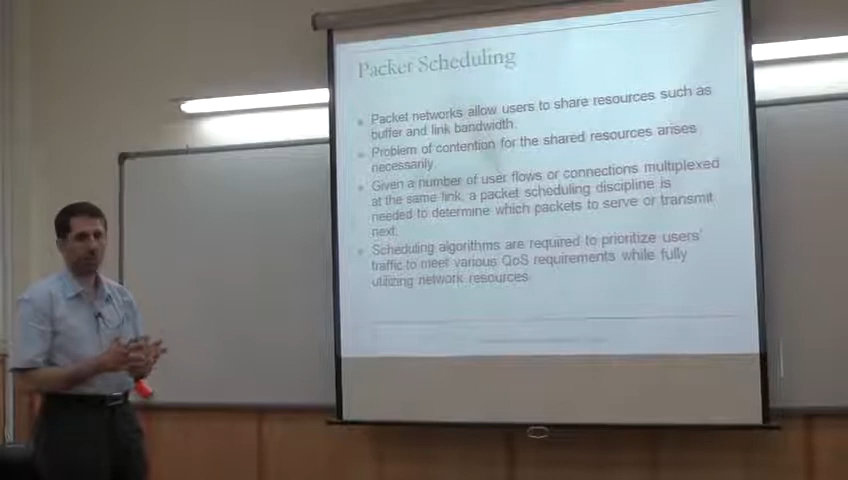 Packet Scheduling
Packet networks allow users to share resources such as
buffer and link bandwidth.
Problem of contention for the shared resources arises
necessarily.
Given a number of user flows or connections multiplexed
at the same link, a packet scheduling discipline is
needed to determine which packets to serve or transmit
next.
Scheduling algorithms are required to prioritize users'
traffic to meet various QoS requirements while fully
utilizing network resources.